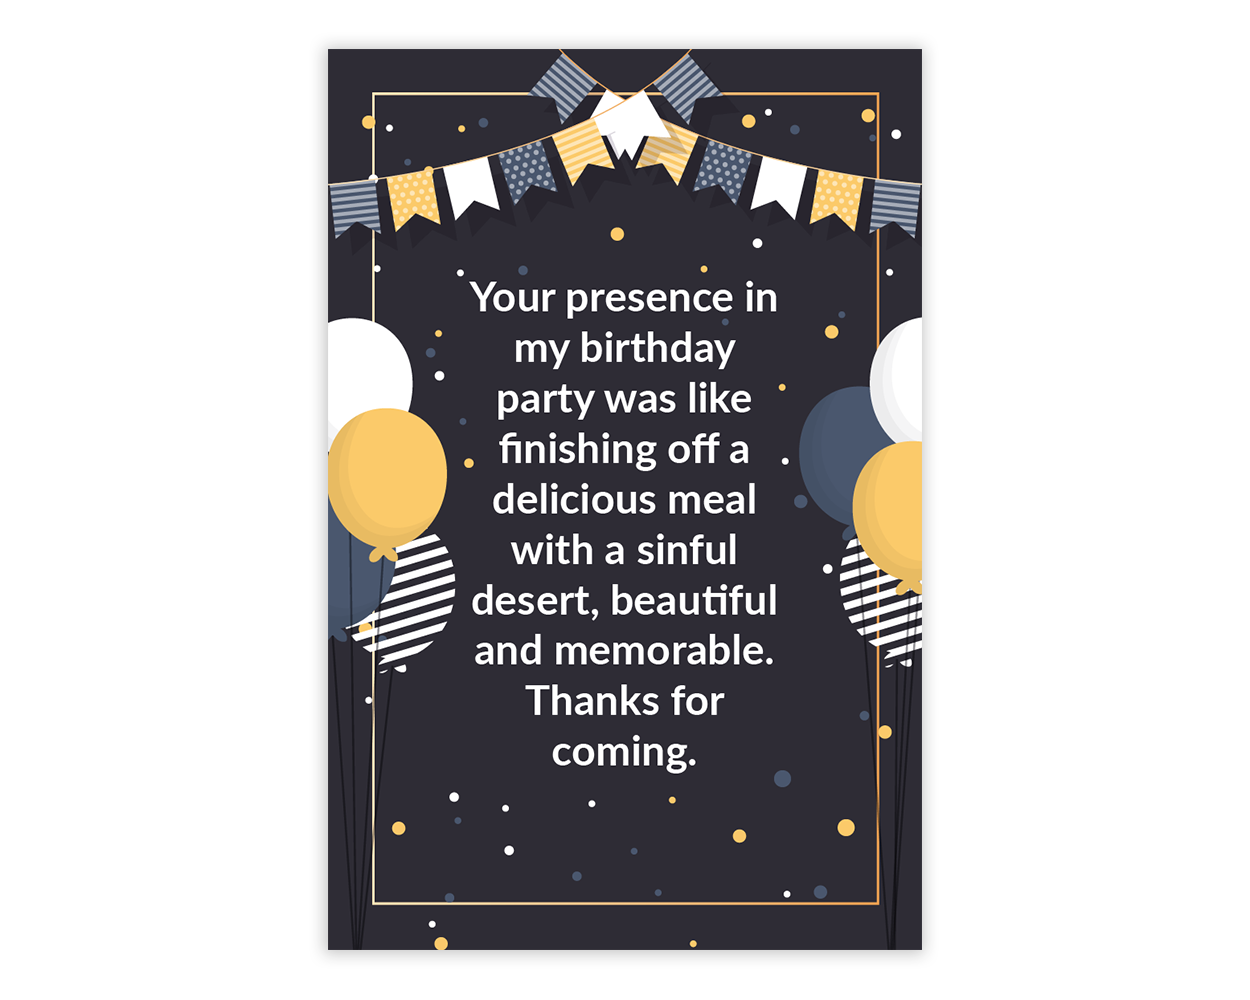 Your presence in
my birthday
party was like
finishing off a
delicious meal
with a sinful
desert, beautiful
and memorable.
Thanks for
coming.